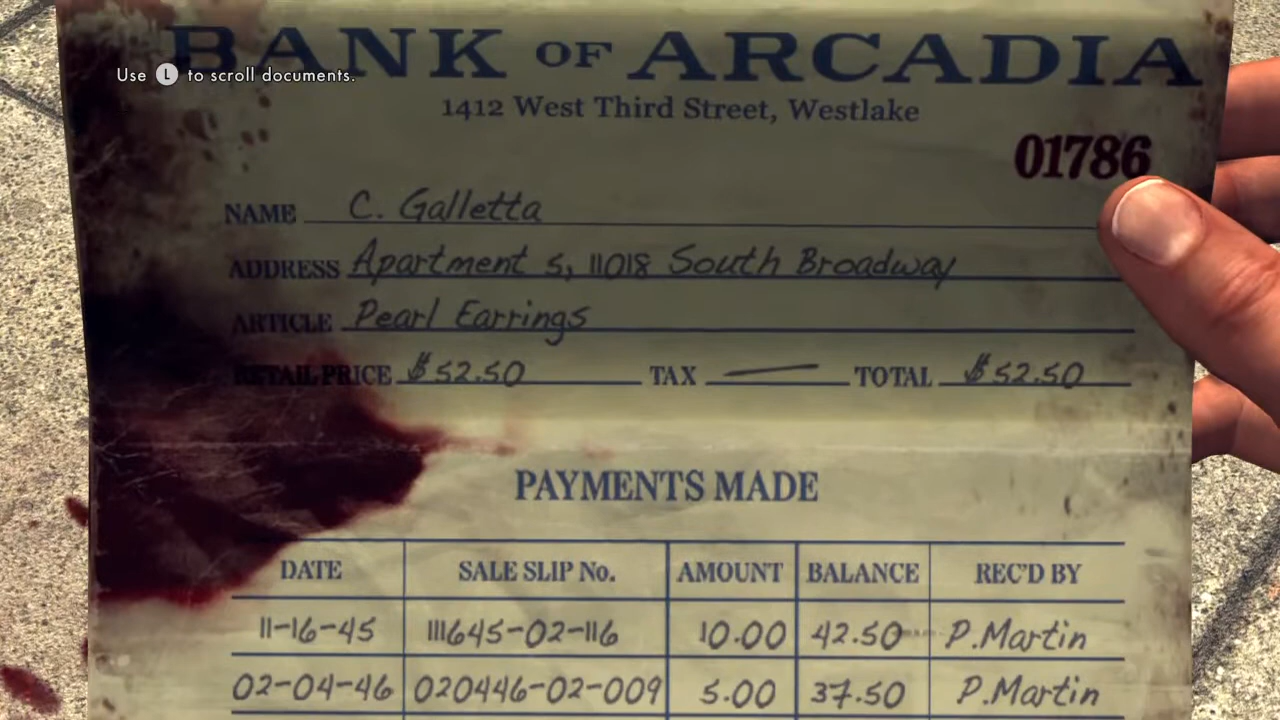 BANK OF ARCADIA
Use L to scroll documents.
1412 West Third Street, Westlake
01786
NAME C. Galletta
ADDRESS Apartment 5, 11018 South Broadway
ARTICLE Pearl Earrings
RETAIL PRICE $52.50 TAX — TOTAL $52.50
PAYMENTS MADE
DATE SALE SLIP No. AMOUNT BALANCE REC'D BY
11-16-45 111645-02-116 10.00 42.50 P.Martin
02-04-46 020446-02-009 5.00 37.50 P.Martin